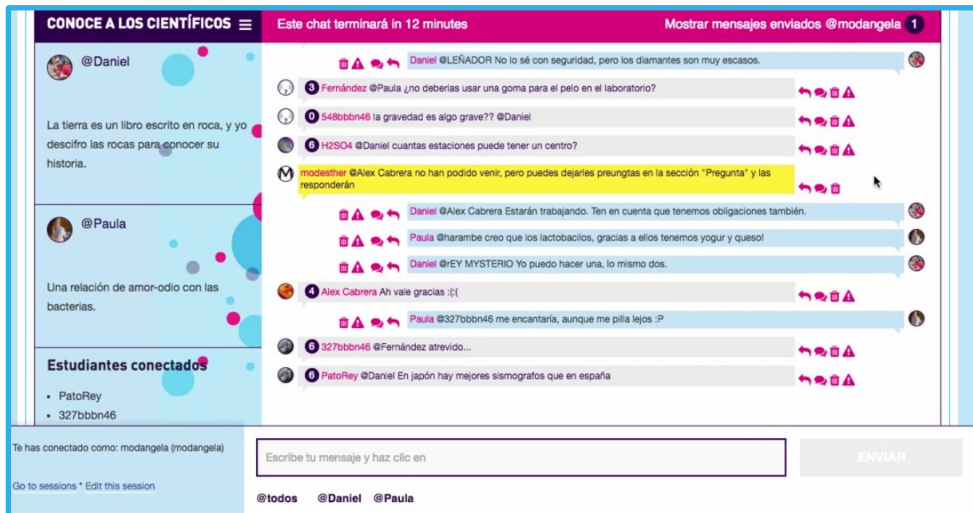 CONOCE A LOS CIENTÍFICOS
Este chat terminará in 12 minutes
Mostrar mensajes enviados @modangela 1
@Daniel
La tierra es un libro escrito en roca, y yo
descifro las rocas para conocer su
historia.
@Paula
Una relación de amor-odio con las
bacterias.
Estudiantes conectados
• PatoRey
• 327bbbn46
Daniel @LEÑADOR No lo sé con seguridad, pero los diamantes son muy escasos.
3 Fernández @Paula ¿no deberias usar una goma para el pelo en el laboratorio?
0 548bbbn46 la gravedad es algo grave?? @Daniel
6 H2SO4 @Daniel cuantas estaciones puede tener un centro?
M modesther @Alex Cabrera no han podido venir, pero puedes dejarles preungtas en la sección "Pregunta" y las
responderán
Daniel @Alex Cabrera Estarán trabajando. Ten en cuenta que tenemos obligaciones también.
Paula @harambe creo que los lactobacilos, gracias a ellos tenemos yogur y queso!
Daniel @rEY MYSTERIO Yo puedo hacer una, lo mismo dos.
4 Alex Cabrera Ah vale gracias :(:(
Paula @327bbbn46 me encantaría, aunque me pilla lejos :P
6 327bbbn46 @Fernández atrevido...
6 PatoRey @Daniel En japón hay mejores sismografos que en españa
Te has conectado como: modangela (modangela)
Go to sessions * Edit this session
Escribe tu mensaje y haz clic en
ENVIAR
@todos @Daniel @Paula